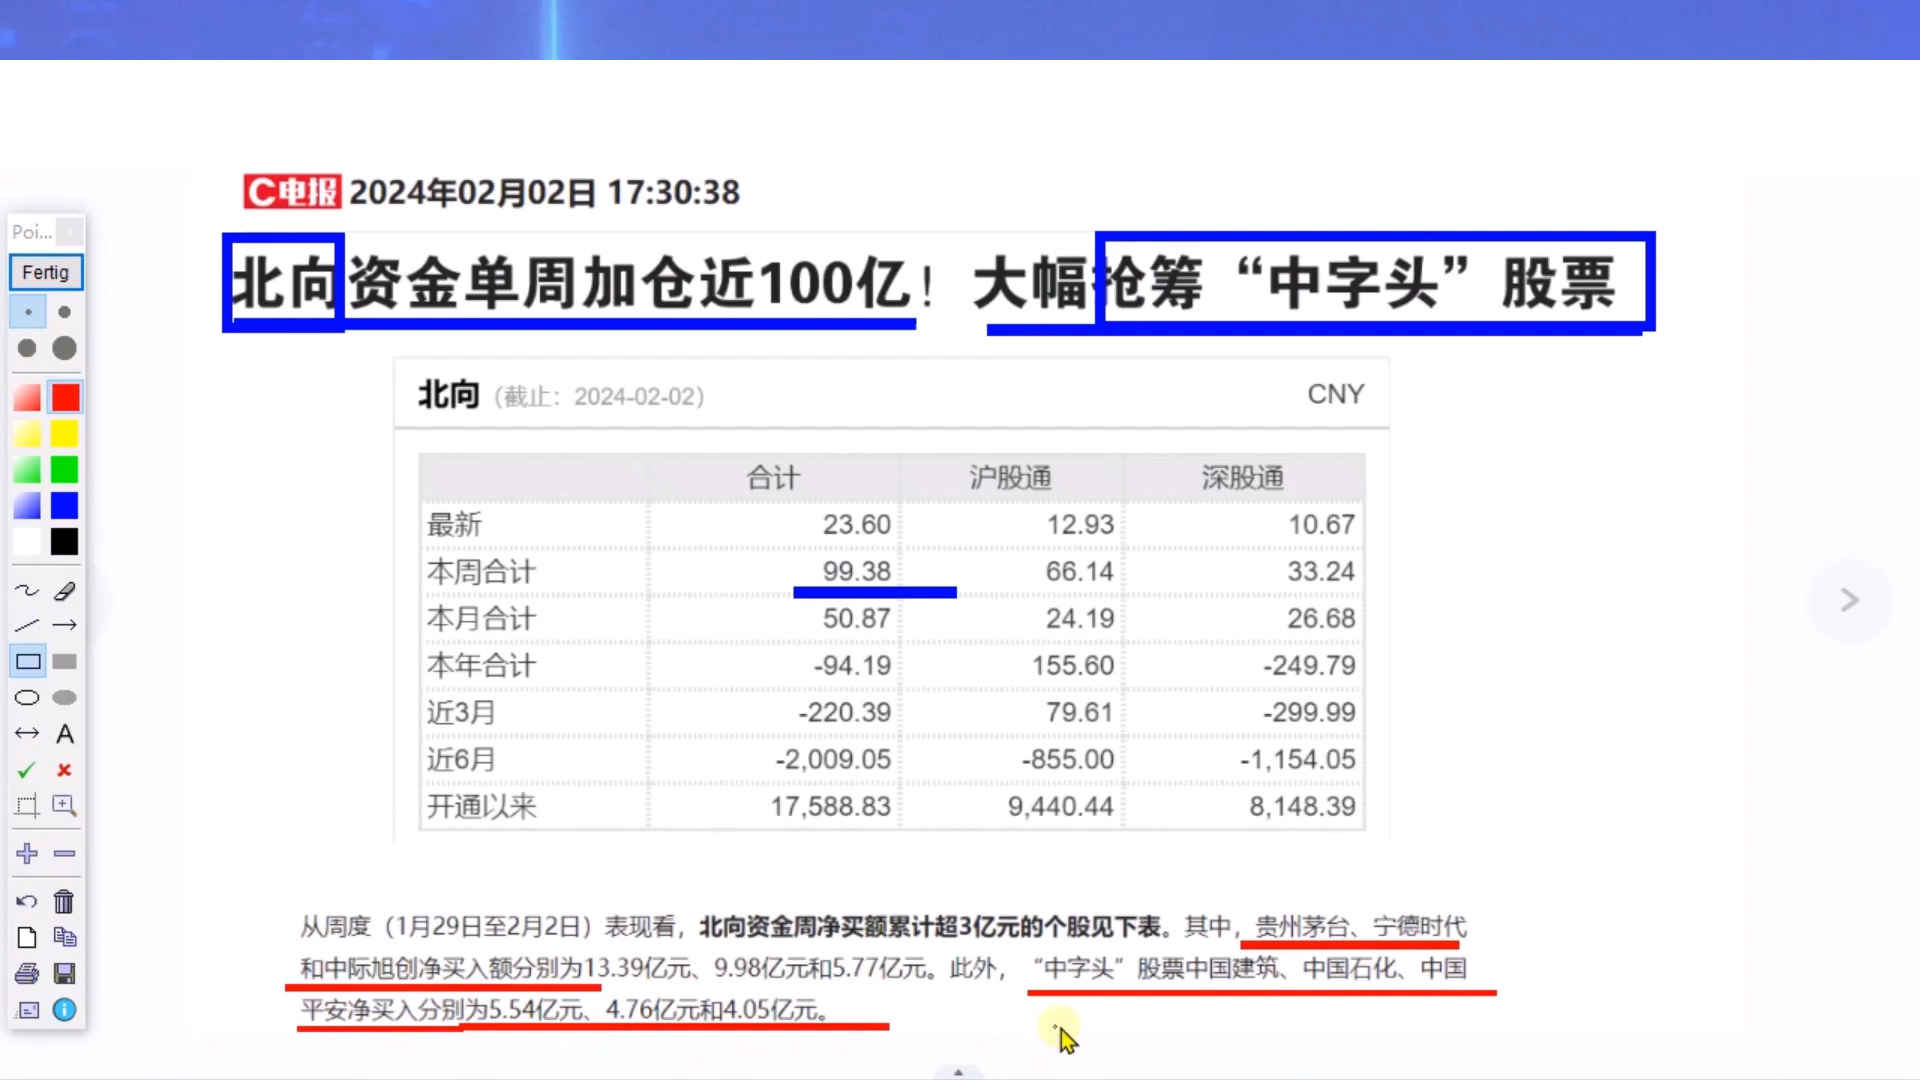 C电报 2024年02月02日 17:30:38
北向资金单周加仓近100亿！大幅抢筹“中字头”股票
Poi...
Fertig
A
北向（截止：2024-02-02） CNY
合计 沪股通 深股通
最新 23.60 12.93 10.67
本周合计 99.38 66.14 33.24
本月合计 50.87 24.19 26.68
本年合计 -94.19 155.60 -249.79
近3月 -220.39 79.61 -299.99
近6月 -2,009.05 -855.00 -1,154.05
开通以来 17,588.83 9,440.44 8,148.39
从周度（1月29日至2月2日）表现看，北向资金周净买额累计超3亿元的个股见下表。其中，贵州茅台、宁德时代
和中际旭创净买入额分别为13.39亿元、9.98亿元和5.77亿元。此外，“中字头”股票中国建筑、中国石化、中国
平安净买入分别为5.54亿元、4.76亿元和4.05亿元。